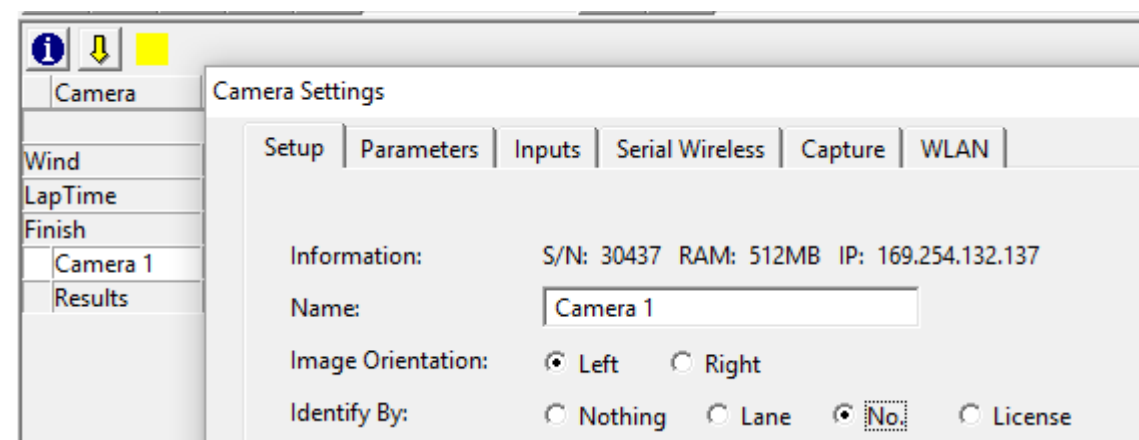 Camera
Camera Settings
Setup Parameters Inputs Serial Wireless Capture WLAN
Wind
LapTime
Finish
Camera 1
Results
Information: S/N: 30437 RAM: 512MB IP: 169.254.132.137
Name: Camera 1
Image Orientation: Left Right
Identify By: Nothing Lane No. License